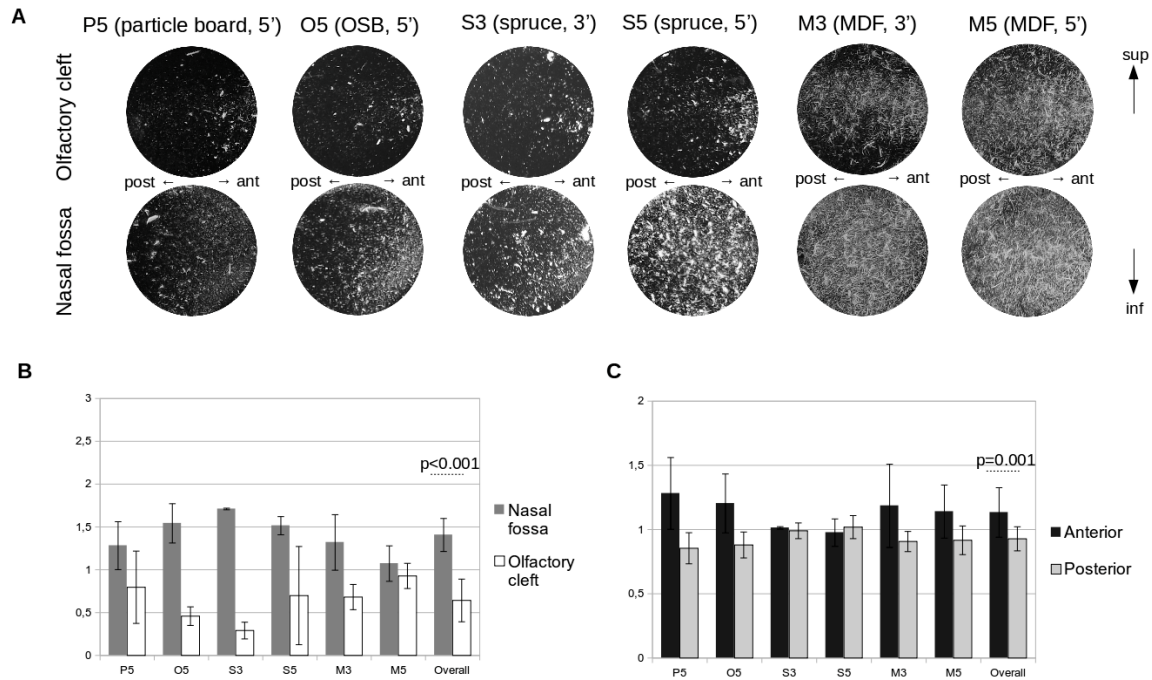 A
P5 (particle board, 5') O5 (OSB, 5') S3 (spruce, 3') S5 (spruce, 5') M3 (MDF, 3') M5 (MDF, 5')
Olfactory cleft
sup
post ← → ant post ← → ant post ← → ant post ← → ant post ← → ant post ← → ant
Nasal fossa
inf
B
3
2,5
2
1,5
1
0,5
0
p<0.001
Nasal
fossa
Olfactory
cleft
P5 O5 S3 S5 M3 M5 Overall
C
2
1,5
1
0,5
0
p=0.001
Anterior
Posterior
P5 O5 S3 S5 M3 M5 Overall